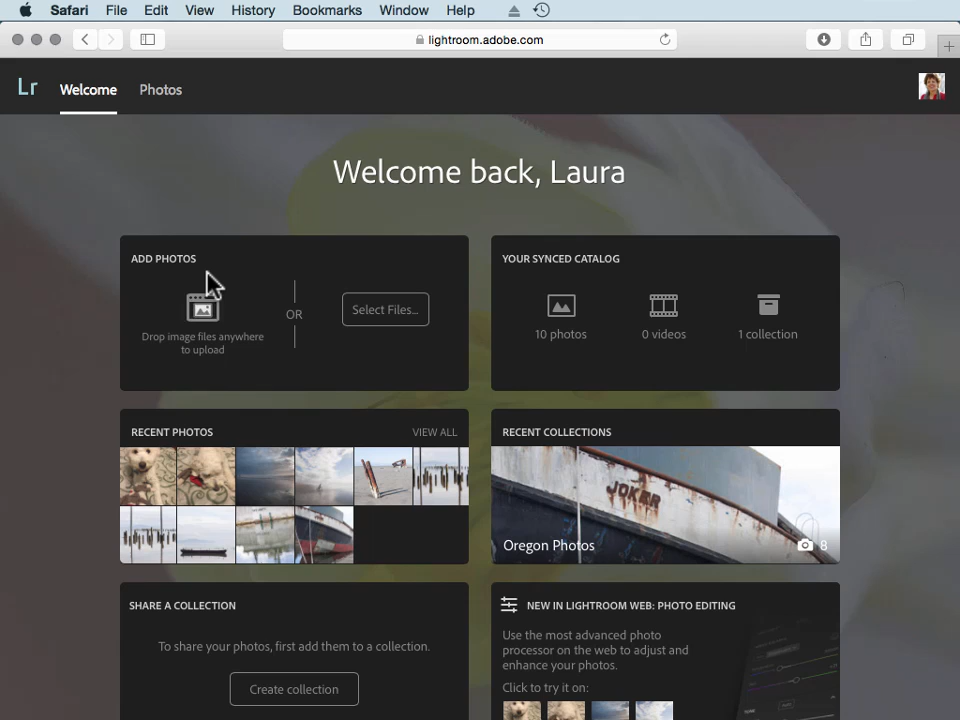 Safari File Edit View History Bookmarks Window Help
lightroom.adobe.com
Lr Welcome Photos
Welcome back, Laura
ADD PHOTOS
Drop image files anywhere
to upload
OR
Select Files...
YOUR SYNCED CATALOG
10 photos 0 videos 1 collection
RECENT PHOTOS VIEW ALL
RECENT COLLECTIONS
JOKER
Oregon Photos 8
SHARE A COLLECTION
To share your photos, first add them to a collection.
Create collection
NEW IN LIGHTROOM WEB: PHOTO EDITING
Use the most advanced photo
processor on the web to adjust and
enhance your photos.
Click to try it on: